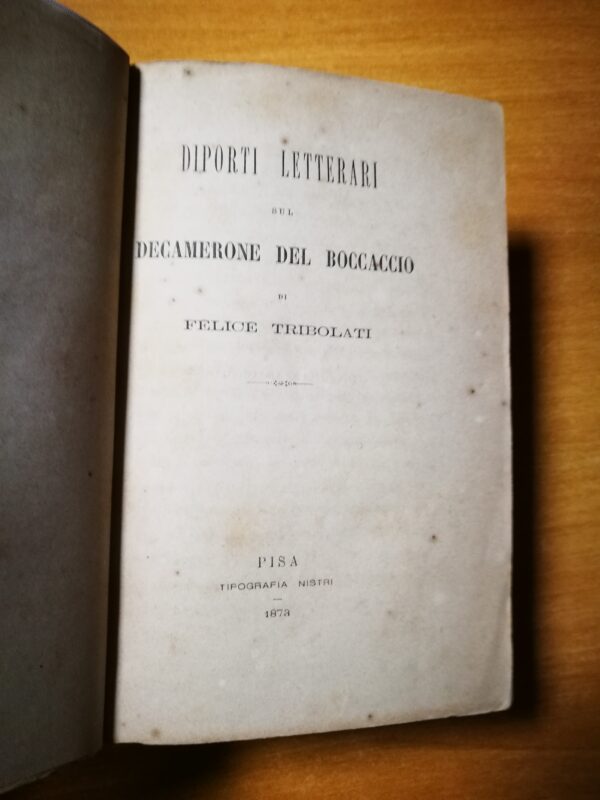 DIPORTI LETTERARI
SUL
DECAMERONE DEL BOCCACCIO
DI
FELICE TRIBOLATI
PISA
TIPOGRAFIA NISTRI
1873